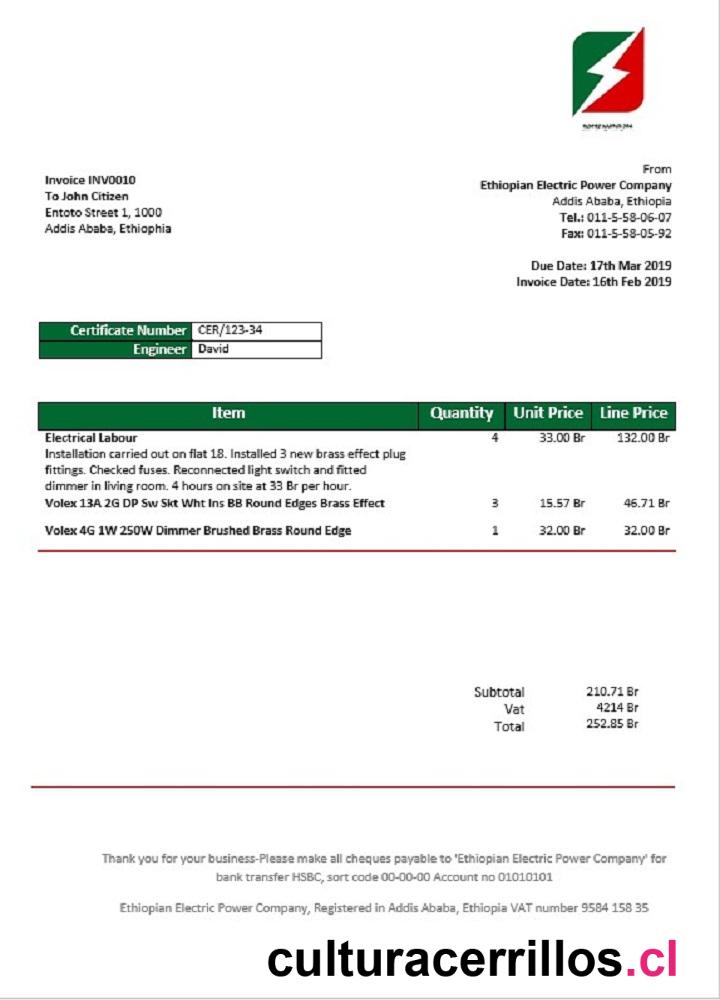 Invoice INV0010
To John Citizen
Entoto Street 1, 1000
Addis Ababa, Ethiophia
From
Ethiopian Electric Power Company
Addis Ababa, Ethiopia
Tel.: 011-5-58-06-07
Fax: 011-5-58-05-92
Due Date: 17th Mar 2019
Invoice Date: 16th Feb 2019
Certificate Number CER/123-34
Engineer David
Item Quantity Unit Price Line Price
Electrical Labour 4 33.00 Br 132.00 Br
Installation carried out on flat 18. Installed 3 new brass effect plug
fittings. Checked fuses. Reconnected light switch and fitted
dimmer in living room. 4 hours on site at 33 Br per hour.
Volex 13A 2G DP Sw Skt Wht Ins BB Round Edges Brass Effect 3 15.57 Br 46.71 Br
Volex 4G 1W 250W Dimmer Brushed Brass Round Edge 1 32.00 Br 32.00 Br
Subtotal 210.71 Br
Vat 4214 Br
Total 252.85 Br
Thank you for your business-Please make all cheques payable to 'Ethiopian Electric Power Company' for
bank transfer HSBC, sort code 00-00-00 Account no 01010101
Ethiopian Electric Power Company, Registered in Addis Ababa, Ethiopia VAT number 9584 158 35
culturacerrillos.cl